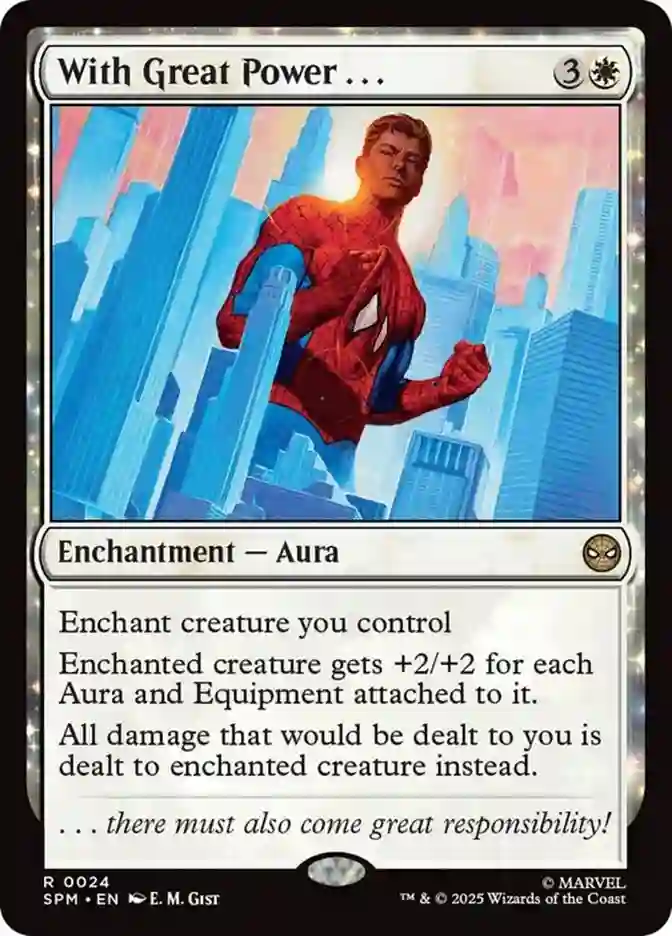 With Great Power . . . 3
Enchantment — Aura
Enchant creature you control
Enchanted creature gets +2/+2 for each
Aura and Equipment attached to it.
All damage that would be dealt to you is
dealt to enchanted creature instead.
. . . there must also come great responsibility!
R 0024
SPM • EN E. M. Gist
© MARVEL
™ & © 2025 Wizards of the Coast